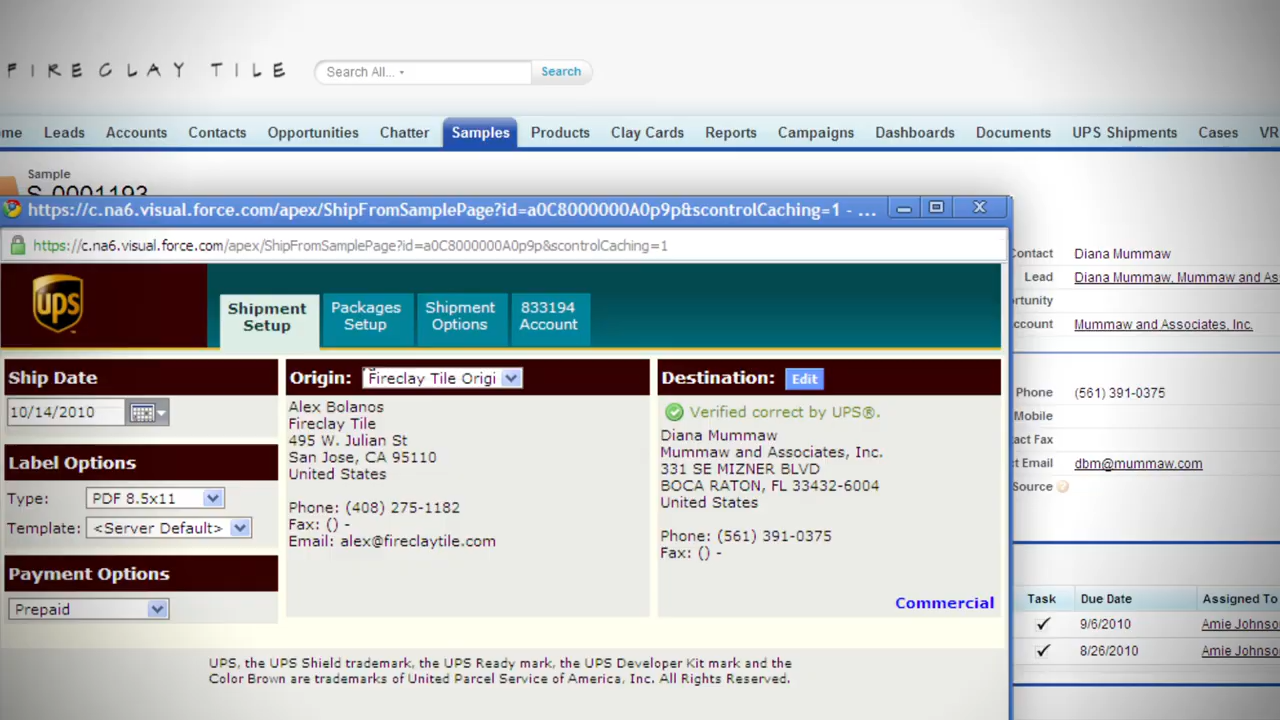 FIRECLAY TILE
Search All...
Search
me Leads Accounts Contacts Opportunities Chatter Samples Products Clay Cards Reports Campaigns Dashboards Documents UPS Shipments Cases VR
Sample
S-0001193
https://c.na6.visual.force.com/apex/ShipFromSamplePage?id=a0C8000000A0p9p&scontrolCaching=1 - ...
https://c.na6.visual.force.com/apex/ShipFromSamplePage?id=a0C8000000A0p9p&scontrolCaching=1
ups
Shipment Setup
Packages Setup
Shipment Options
833194 Account
Ship Date
10/14/2010
Label Options
Type: PDF 8.5x11
Template: <Server Default>
Payment Options
Prepaid
Origin: Fireclay Tile Origi
Alex Bolanos
Fireclay Tile
495 W. Julian St
San Jose, CA 95110
United States
Phone: (408) 275-1182
Fax: () -
Email: alex@fireclaytile.com
Destination: Edit
Verified correct by UPS®.
Diana Mummaw
Mummaw and Associates, Inc.
331 SE MIZNER BLVD
BOCA RATON, FL 33432-6004
United States
Phone: (561) 391-0375
Fax: () -
Commercial
UPS, the UPS Shield trademark, the UPS Ready mark, the UPS Developer Kit mark and the
Color Brown are trademarks of United Parcel Service of America, Inc. All Rights Reserved.
Contact Diana Mummaw
Lead Diana Mummaw, Mummaw and As
rtunity
ccount Mummaw and Associates, Inc.
Phone (561) 391-0375
Mobile
act Fax
t Email dbm@mummaw.com
Source
Task Due Date Assigned To
9/6/2010 Amie Johnso
8/26/2010 Amie Johnso